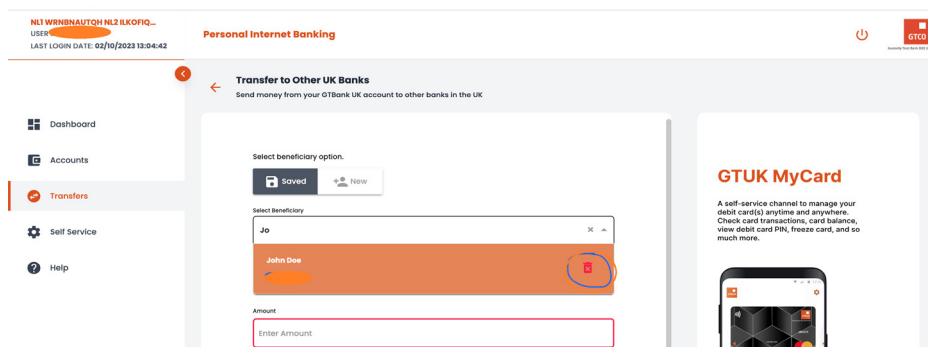 NL1 WRNBNAUTQH NL2 ILKOFIQ...
USER
LAST LOGIN DATE: 02/10/2023 13:04:42
Personal Internet Banking
GTCO
Transfer to Other UK Banks
Send money from your GTBank UK account to other banks in the UK
Dashboard
Accounts
Transfers
Self Service
Help
Select beneficiary option.
Saved
New
Select Beneficiary
Jo
John Doe
Amount
Enter Amount
GTUK MyCard
A self-service channel to manage your
debit card(s) anytime and anywhere.
Check card transactions, card balance,
view debit card PIN, freeze card, and so
much more.